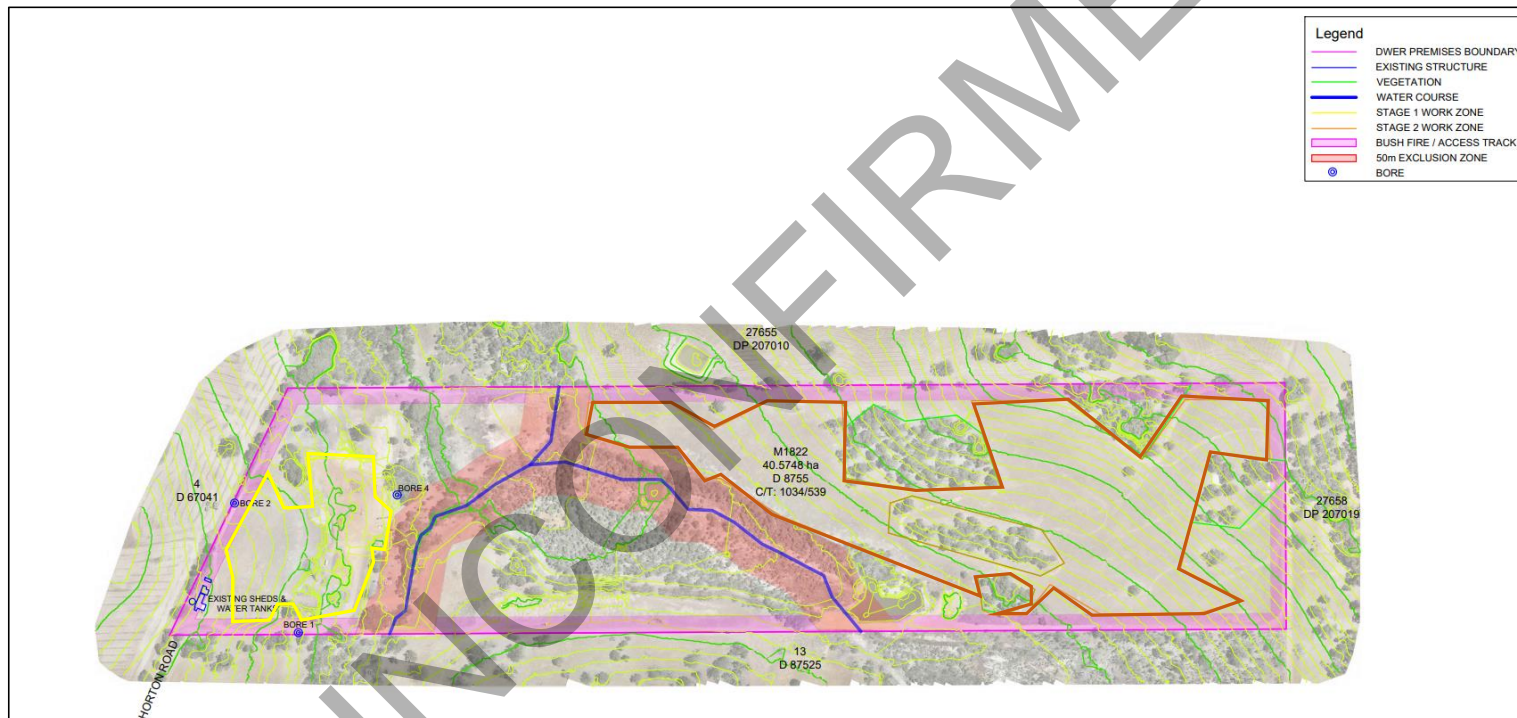 Legend
DWER PREMISES BOUNDARY
EXISTING STRUCTURE
VEGETATION
WATER COURSE
STAGE 1 WORK ZONE
STAGE 2 WORK ZONE
BUSH FIRE / ACCESS TRACK
50m EXCLUSION ZONE
BORE
27655
DP 207010
M1822
40.5748 ha
D 8755
C/T: 1034/539
4
D 67041
BORE 2
BORE 4
27658
DP 207019
EXISTING SHEDS &
WATER TANKS
BORE 1
13
D 87525
HORTON ROAD
UNCONFIRMED